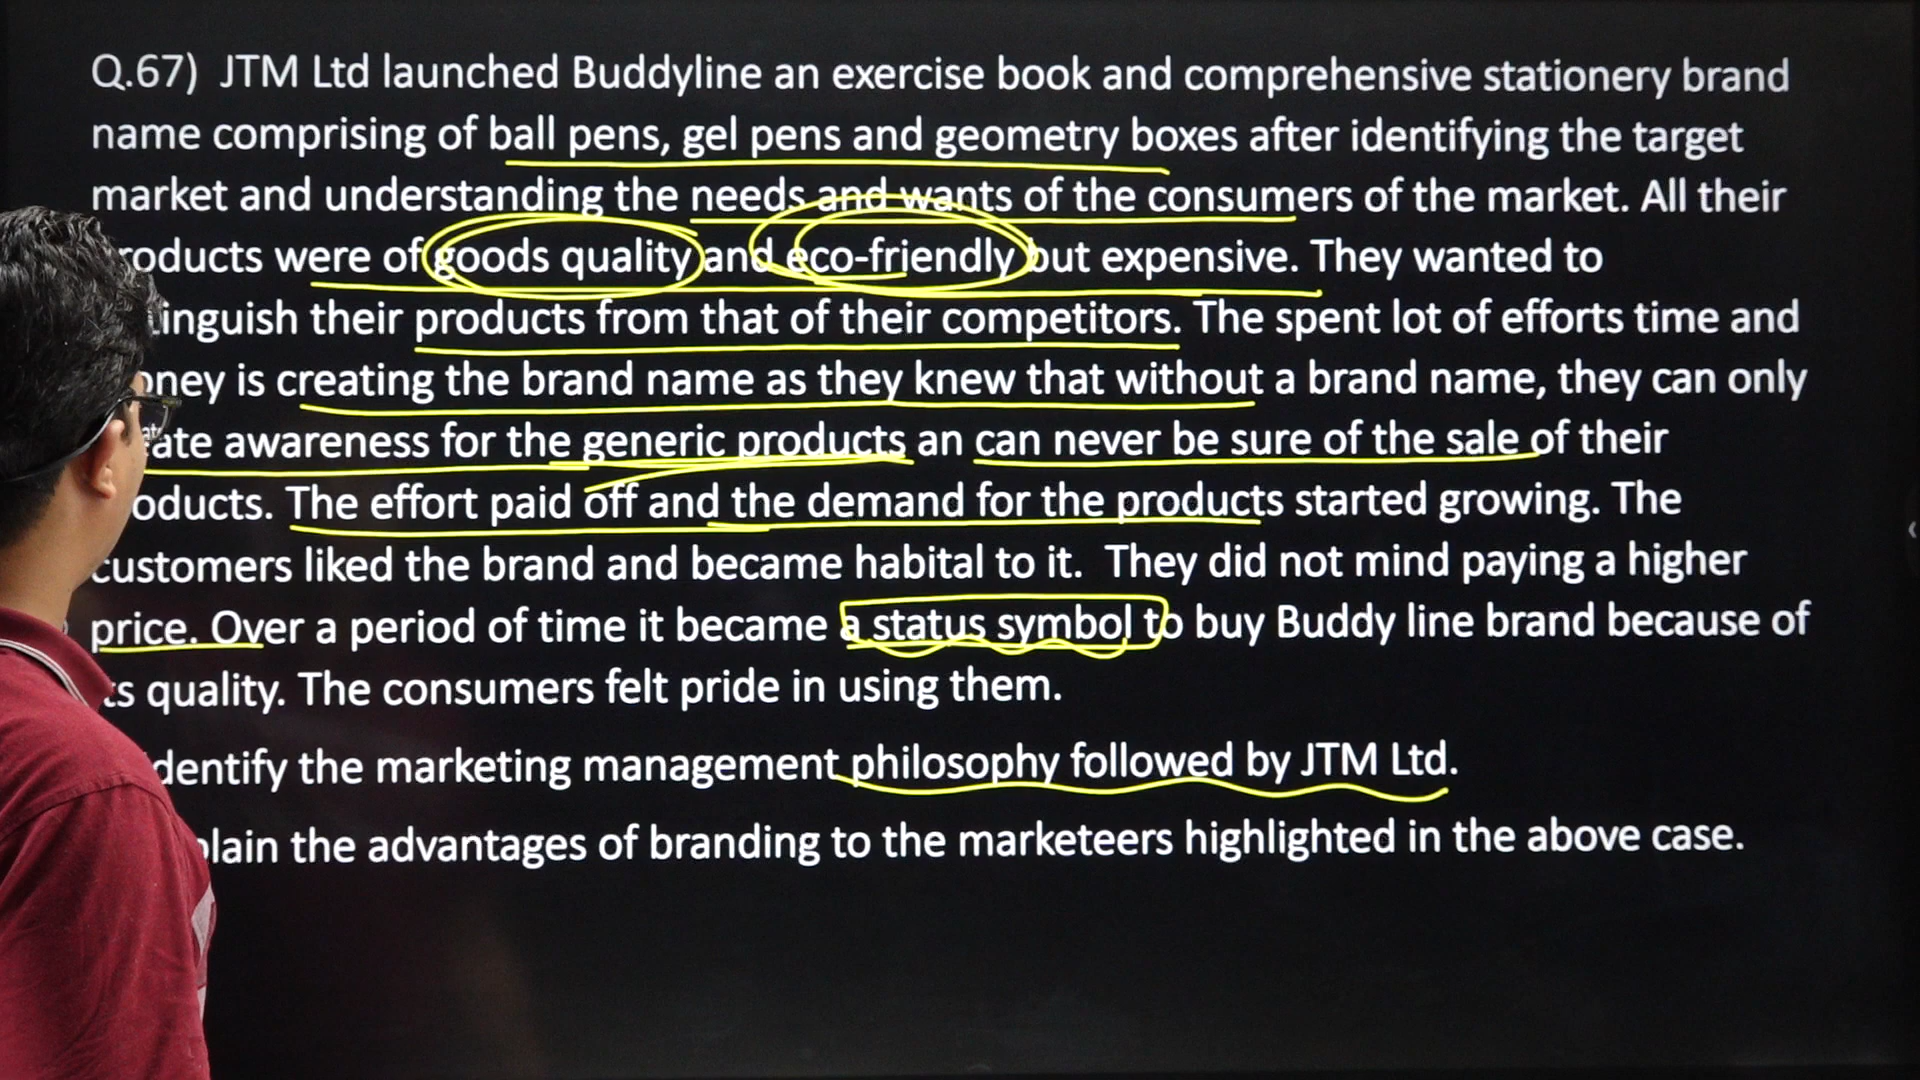 Q.67) JTM Ltd launched Buddyline an exercise book and comprehensive stationery brand
name comprising of ball pens, gel pens and geometry boxes after identifying the target
market and understanding the needs and wants of the consumers of the market. All their
roducts were of goods quality and eco-friendly but expensive. They wanted to
inguish their products from that of their competitors. The spent lot of efforts time and
oney is creating the brand name as they knew that without a brand name, they can only
ate awareness for the generic products an can never be sure of the sale of their
oducts. The effort paid off and the demand for the products started growing. The
customers liked the brand and became habital to it. They did not mind paying a higher
price. Over a period of time it became a status symbol to buy Buddy line brand because of
ts quality. The consumers felt pride in using them.
dentify the marketing management philosophy followed by JTM Ltd.
plain the advantages of branding to the marketeers highlighted in the above case.